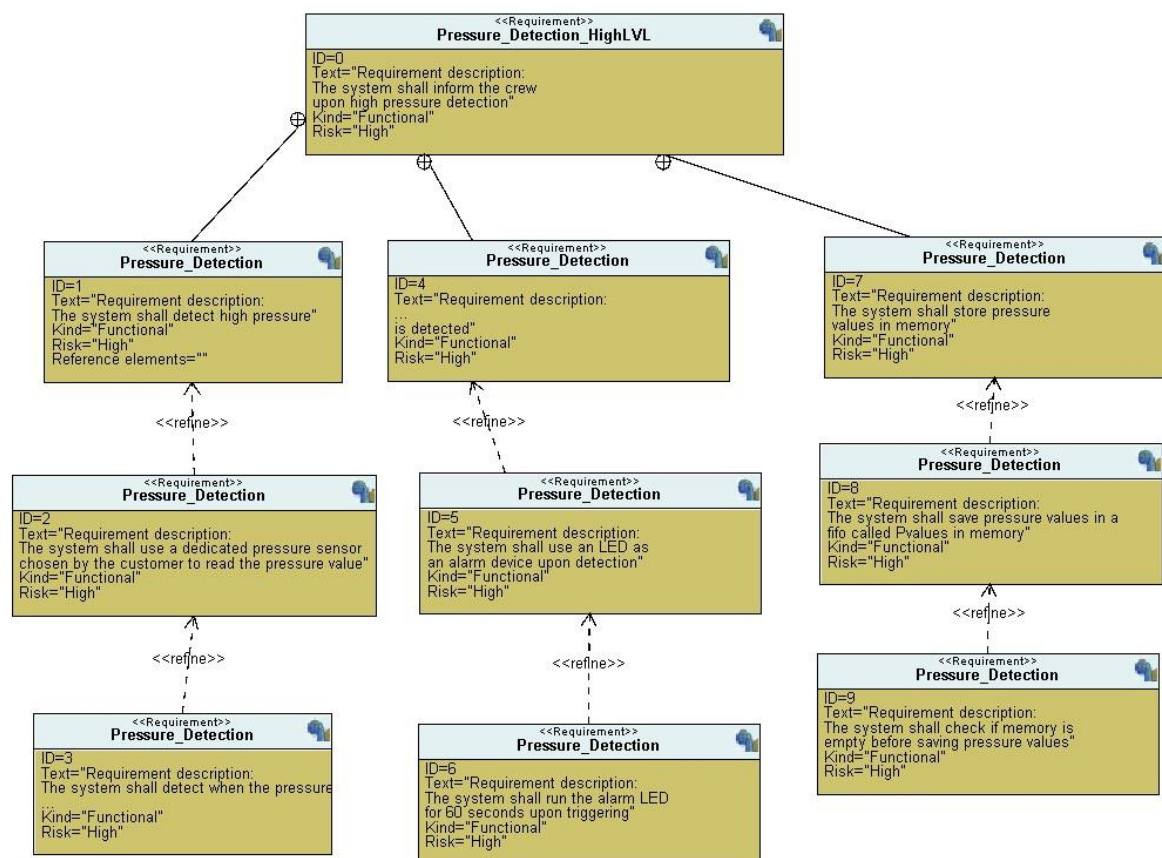 <<Requirement>>
Pressure_Detection_HighLVL
ID=0
Text="Requirement description:
The system shall inform the crew
upon high pressure detection"
Kind="Functional"
Risk="High"
<<Requirement>>
Pressure_Detection
ID=1
Text="Requirement description:
The system shall detect high pressure"
Kind="Functional"
Risk="High"
Reference elements=""
<<Requirement>>
Pressure_Detection
ID=4
Text="Requirement description:
...
is detected"
Kind="Functional"
Risk="High"
<<Requirement>>
Pressure_Detection
ID=7
Text="Requirement description:
The system shall store pressure
values in memory"
Kind="Functional"
Risk="High"
<<refine>>
<<refine>>
<<refine>>
<<Requirement>>
Pressure_Detection
ID=2
Text="Requirement description:
The system shall use a dedicated pressure sensor
chosen by the customer to read the pressure value"
Kind="Functional"
Risk="High"
<<Requirement>>
Pressure_Detection
ID=5
Text="Requirement description:
The system shall use an LED as
an alarm device upon detection"
Kind="Functional"
Risk="High"
<<Requirement>>
Pressure_Detection
ID=8
Text="Requirement description:
The system shall save pressure values in a
fifo called Pvalues in memory"
Kind="Functional"
Risk="High"
<<refine>>
<<refine>>
<<refine>>
<<Requirement>>
Pressure_Detection
ID=3
Text="Requirement description:
The system shall detect when the pressure
...
Kind="Functional"
Risk="High"
<<Requirement>>
Pressure_Detection
ID=6
Text="Requirement description:
The system shall run the alarm LED
for 60 seconds upon triggering"
Kind="Functional"
Risk="High"
<<Requirement>>
Pressure_Detection
ID=9
Text="Requirement description:
The system shall check if memory is
empty before saving pressure values"
Kind="Functional"
Risk="High"